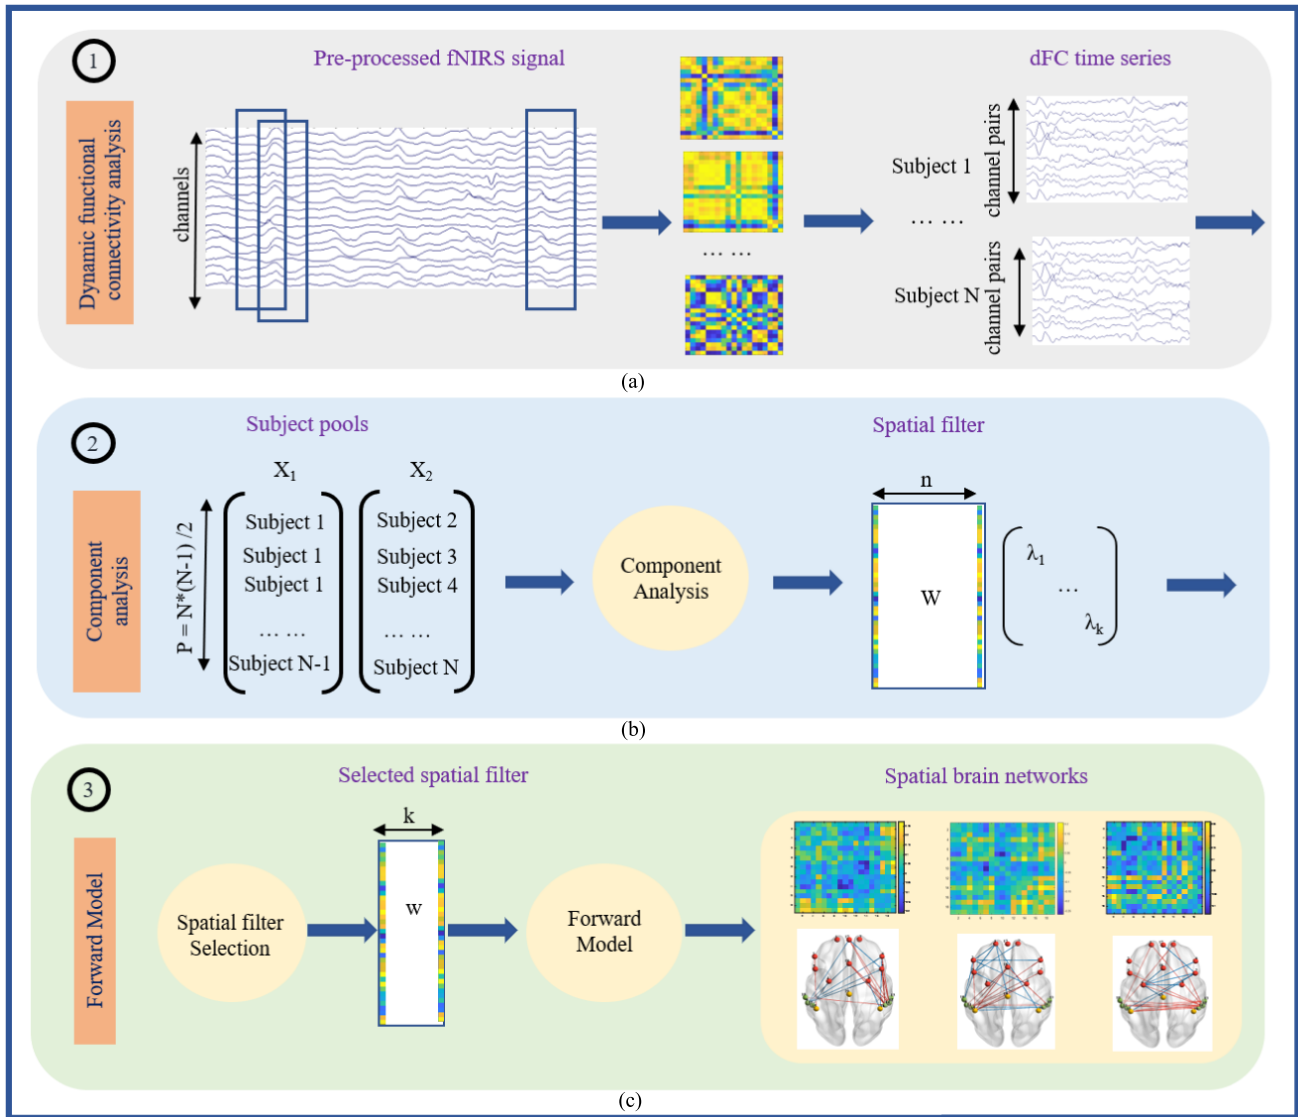 1
Pre-processed fNIRS signal
dFC time series
Dynamic functional
connectivity analysis
channels
... ...
Subject 1
channel pairs
... ...
Subject N
channel pairs
(a)
2
Subject pools
Spatial filter
Component
analysis
P = N*(N-1) /2
X1
Subject 1
Subject 1
Subject 1
... ...
Subject N-1
X2
Subject 2
Subject 3
Subject 4
... ...
Subject N
Component
Analysis
n
W
λ1
...
λk
(b)
3
Selected spatial filter
Spatial brain networks
Forward Model
Spatial filter
Selection
k
w
Forward
Model
(c)